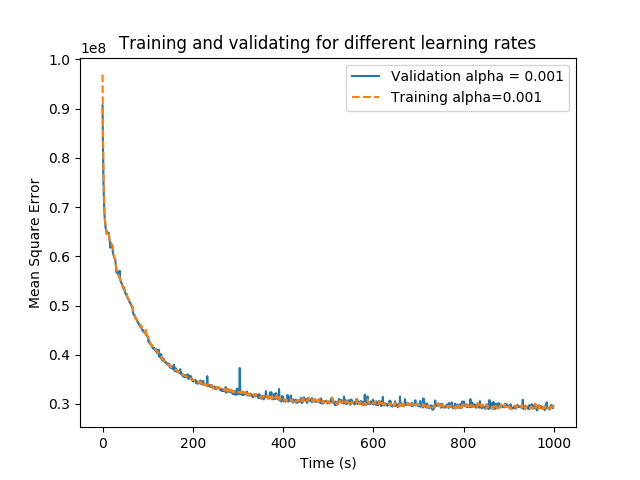 Training and validating for different learning rates
1e8
Validation alpha = 0.001
Training alpha=0.001
1.0
0.9
0.8
0.7
0.6
0.5
0.4
0.3
Mean Square Error
0 200 400 600 800 1000
Time (s)